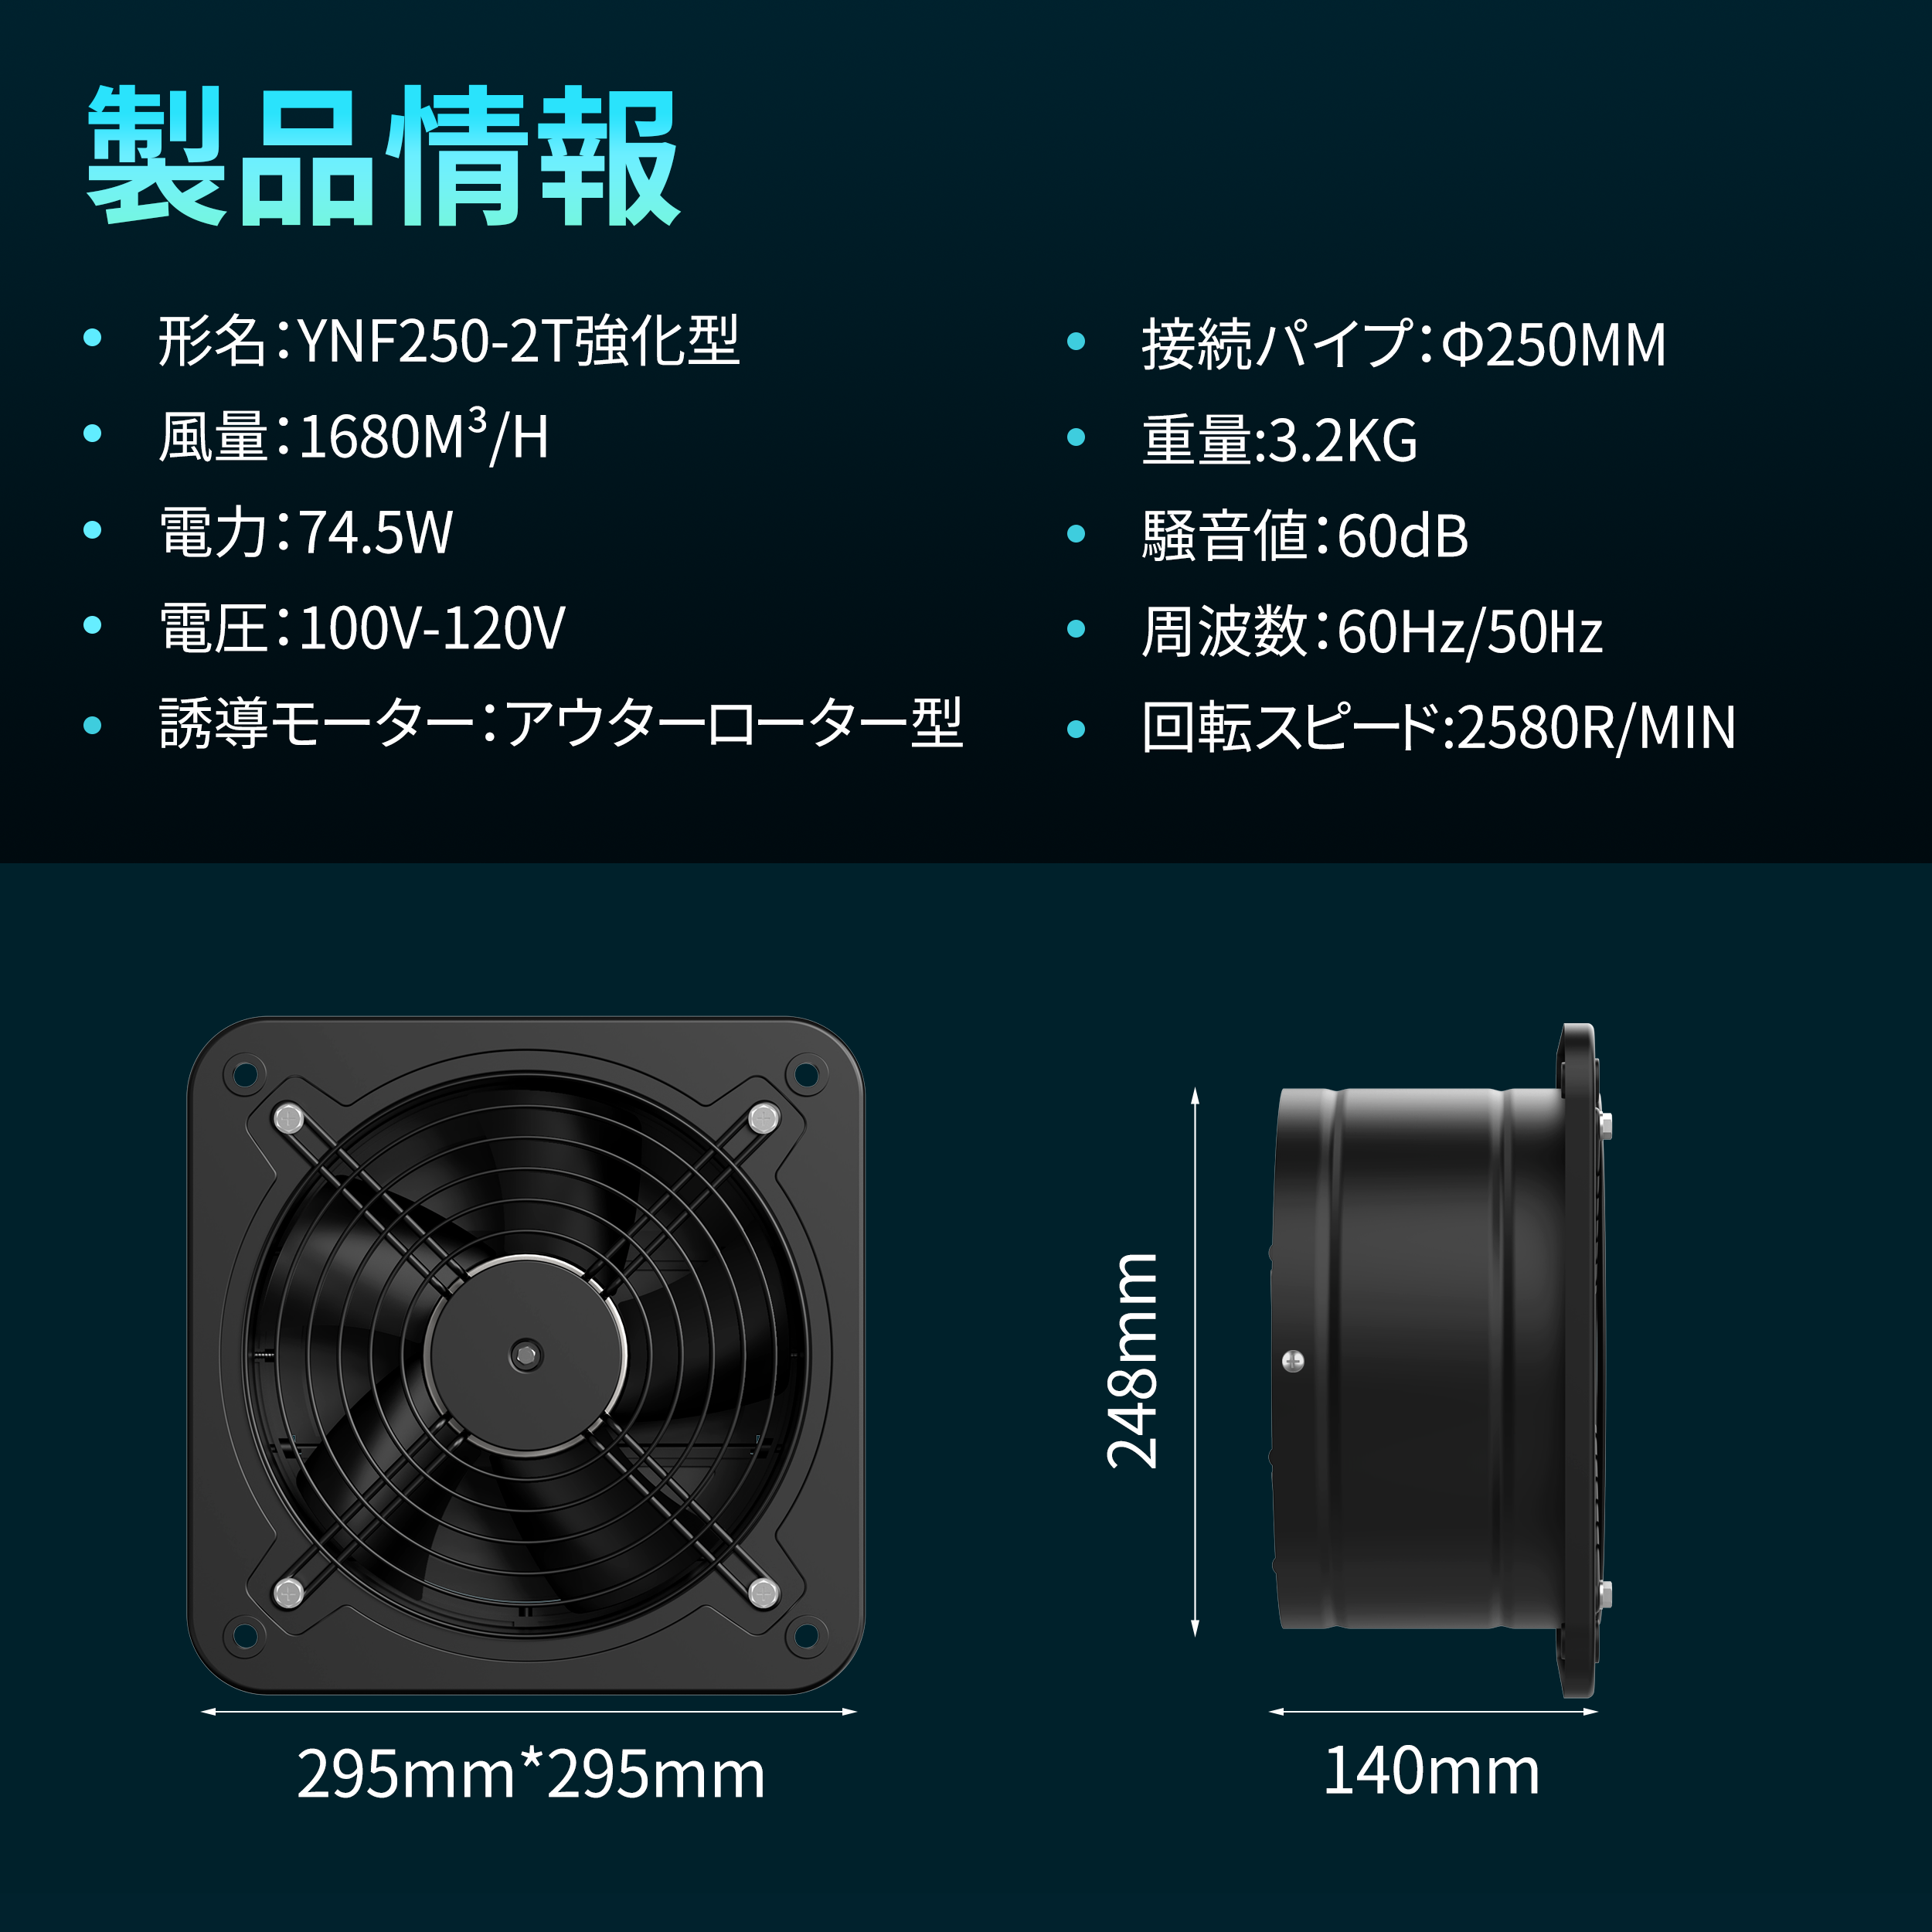 製品情報
形名：YNF250-2T強化型
風量：1680M³/H
電力：74.5W
電圧：100V-120V
誘導モーター：アウターローター型
接続パイプ：Φ250MM
重量:3.2KG
騒音値：60dB
周波数：60Hz/50Hz
回転スピード:2580R/MIN
248mm
295mm*295mm
140mm